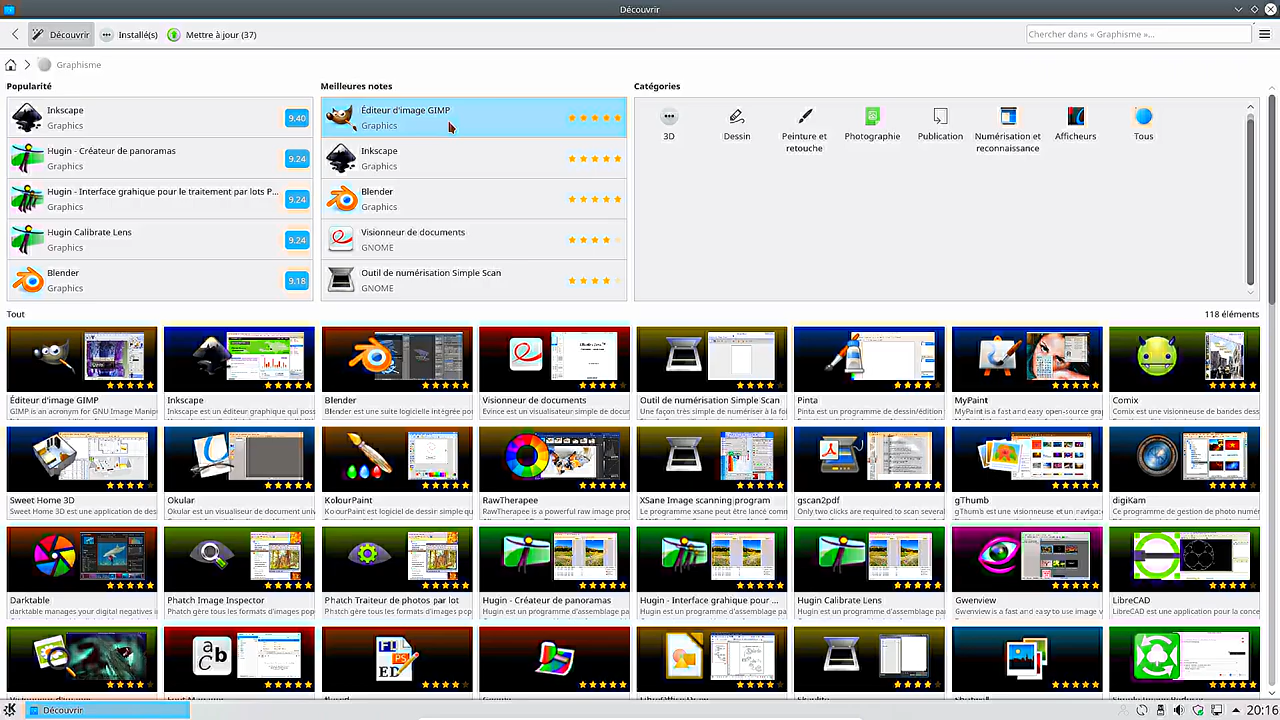 Découvrir
Découvrir
Installé(s)
Mettre à jour (37)
Chercher dans « Graphisme »...
Graphisme
Popularité
Inkscape
Graphics
9.40
Hugin - Créateur de panoramas
Graphics
9.24
Hugin - Interface grahique pour le traitement par lots P...
Graphics
9.24
Hugin Calibrate Lens
Graphics
9.24
Blender
Graphics
9.18
Meilleures notes
Éditeur d'image GIMP
Graphics
Inkscape
Graphics
Blender
Graphics
Visionneur de documents
GNOME
Outil de numérisation Simple Scan
GNOME
Catégories
3D
Dessin
Peinture et
retouche
Photographie
Publication
Numérisation et
reconnaissance
Afficheurs
Tous
Tout
118 éléments
Éditeur d'image GIMP
GIMP is an acronym for GNU Image Manip
Inkscape
Inkscape est un éditeur graphique qui pos
Blender
Blender est une suite logicielle intégrée po
Visionneur de documents
Evince est un visualisateur simple de docum
Outil de numérisation Simple Scan
Une façon très simple de numériser à la foi
Pinta
Pinta est un programme de dessin/édition
MyPaint
MyPaint is a fast and easy open-source gra
Comix
Comix est une visionneuse de bandes dess
Sweet Home 3D
Sweet Home 3D est une application de des
Okular
Okular est un visualiseur de document univ
KolourPaint
KolourPaint est un logiciel de dessin simple qu
RawTherapee
RawTherapee is a powerful raw image proc
XSane Image scanning program
Le programme xsane peut être lancé comm
gscan2pdf
Only two clicks are required to scan several
gThumb
gThumb est une visionneuse et un navigat
digiKam
Ce programme de gestion de photo numér
Darktable
darktable manages your digital negatives i
Phatch Image Inspector
Phatch gère tous les formats d'images pop
Phatch Traiteur de photos par lot
Phatch gère tous les formats d'images pop
Hugin - Créateur de panoramas
Hugin est un programme d'assemblage pa
Hugin - Interface grahique pour ...
Hugin est un programme d'assemblage pa
Hugin Calibrate Lens
Hugin est un programme d'assemblage pa
Gwenview
Gwenview is a fast and easy to use image v
LibreCAD
LibreCAD est une application pour la conce
Découvrir
20:16